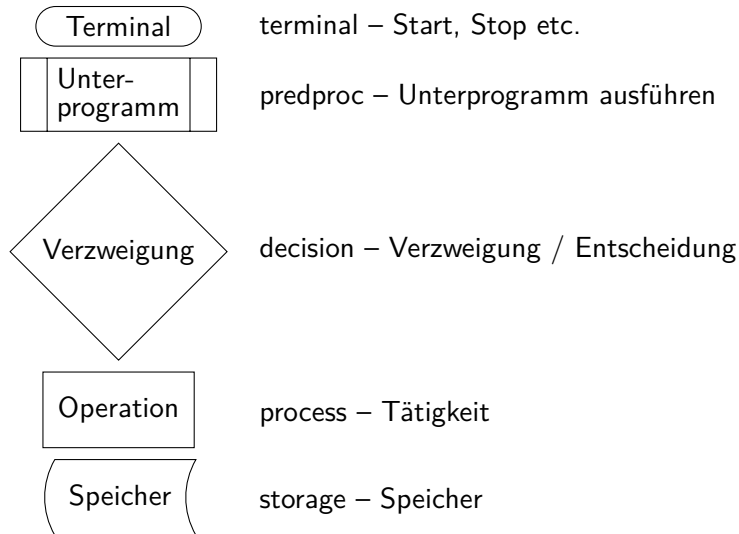 Terminal terminal – Start, Stop etc.
Unter-
programm predproc – Unterprogramm ausführen
Verzweigung decision – Verzweigung / Entscheidung
Operation process – Tätigkeit
Speicher storage – Speicher